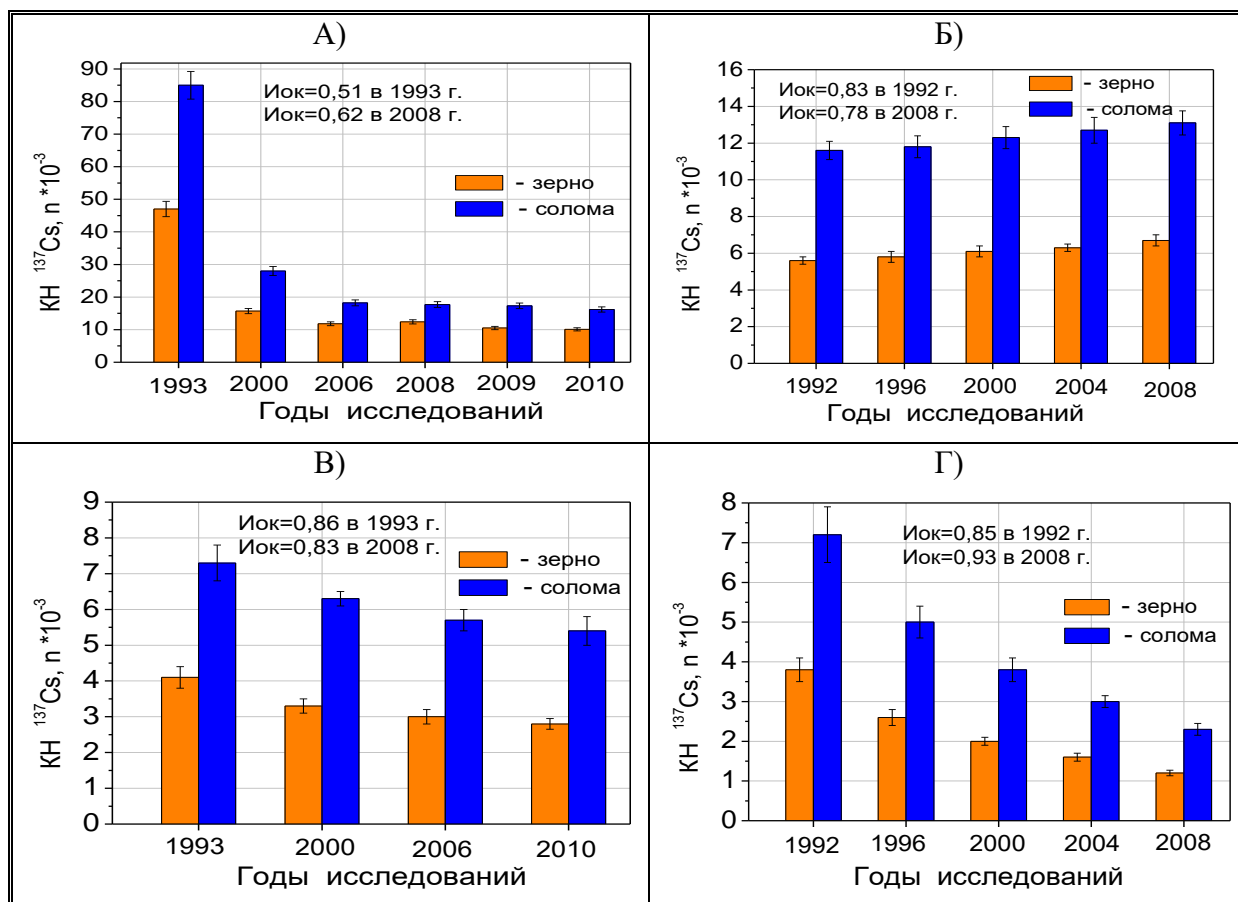 А)
КН ¹³⁷Cs, n *10⁻³
90
80
70
60
50
40
30
20
10
0
Иок=0,51 в 1993 г.
Иок=0,62 в 2008 г.
- зерно
- солома
1993 2000 2006 2008 2009 2010
Годы исследований
Б)
КН ¹³⁷Cs, n *10⁻³
16
14
12
10
8
6
4
2
0
Иок=0,83 в 1992 г.
Иок=0,78 в 2008 г.
- зерно
- солома
1992 1996 2000 2004 2008
Годы исследований
В)
КН ¹³⁷Cs, n *10⁻³
9
8
7
6
5
4
3
2
1
0
Иок=0,86 в 1993 г.
Иок=0,83 в 2008 г.
- зерно
- солома
1993 2000 2006 2010
Годы исследований
Г)
КН ¹³⁷Cs, n *10⁻³
8
7
6
5
4
3
2
1
0
Иок=0,85 в 1992 г.
Иок=0,93 в 2008 г.
- зерно
- солома
1992 1996 2000 2004 2008
Годы исследований